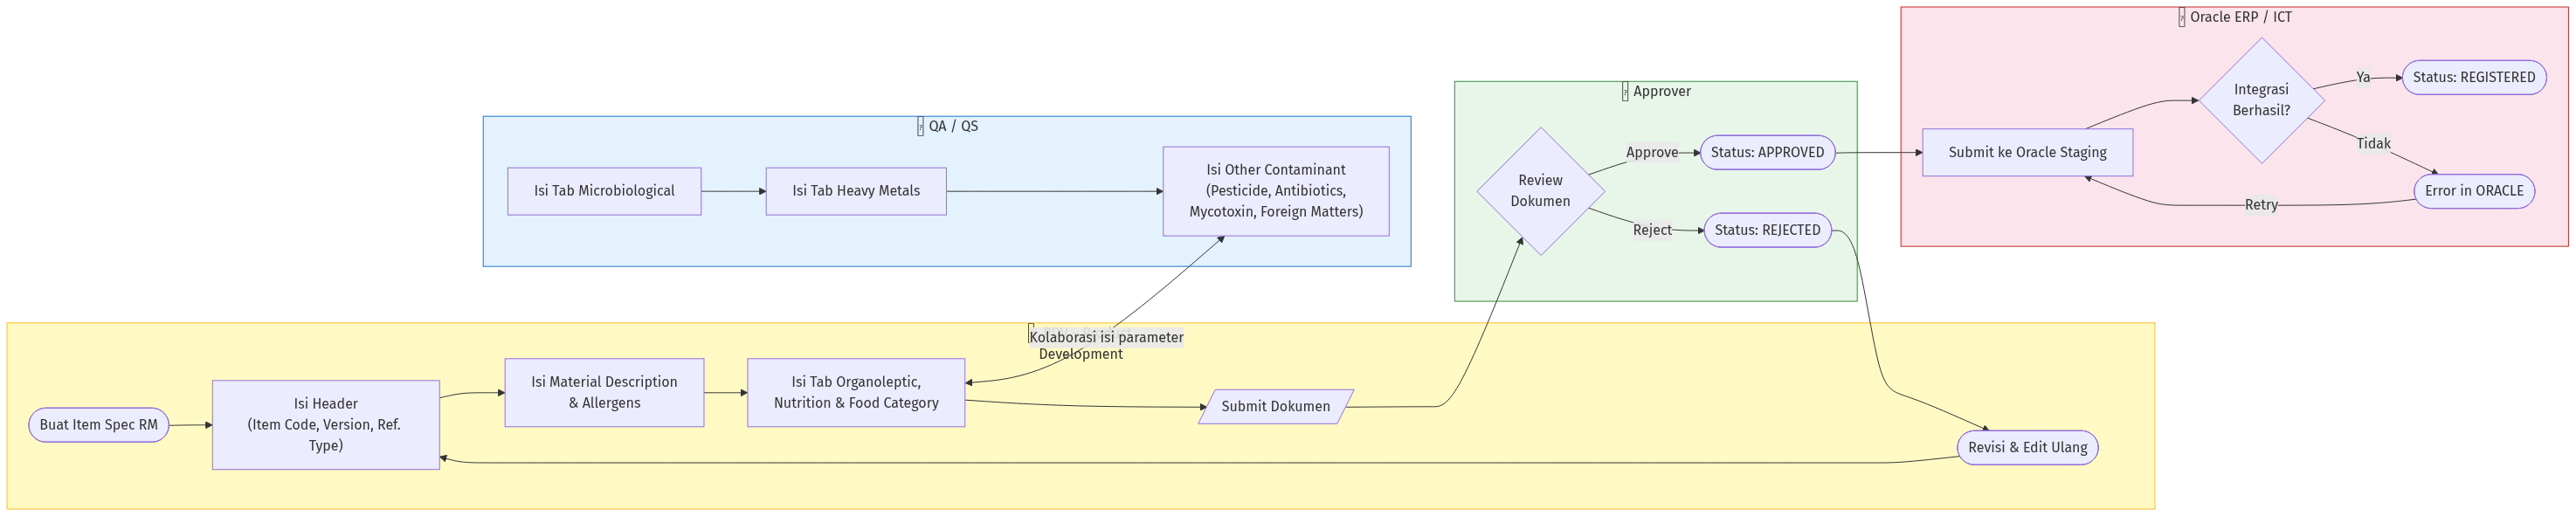 Oracle ERP / ICT
Integrasi
Berhasil?
Ya
Status: REGISTERED
Tidak
Submit ke Oracle Staging
Error in ORACLE
Retry
Approver
Review
Dokumen
Approve
Status: APPROVED
Reject
Status: REJECTED
QA / QS
Isi Tab Microbiological
Isi Tab Heavy Metals
Isi Other Contaminant
(Pesticide, Antibiotics,
Mycotoxin, Foreign Matters)
Kolaborasi isi parameter
Development
Buat Item Spec RM
Isi Header
(Item Code, Version, Ref.
Type)
Isi Material Description
& Allergens
Isi Tab Organoleptic,
Nutrition & Food Category
Submit Dokumen
Revisi & Edit Ulang